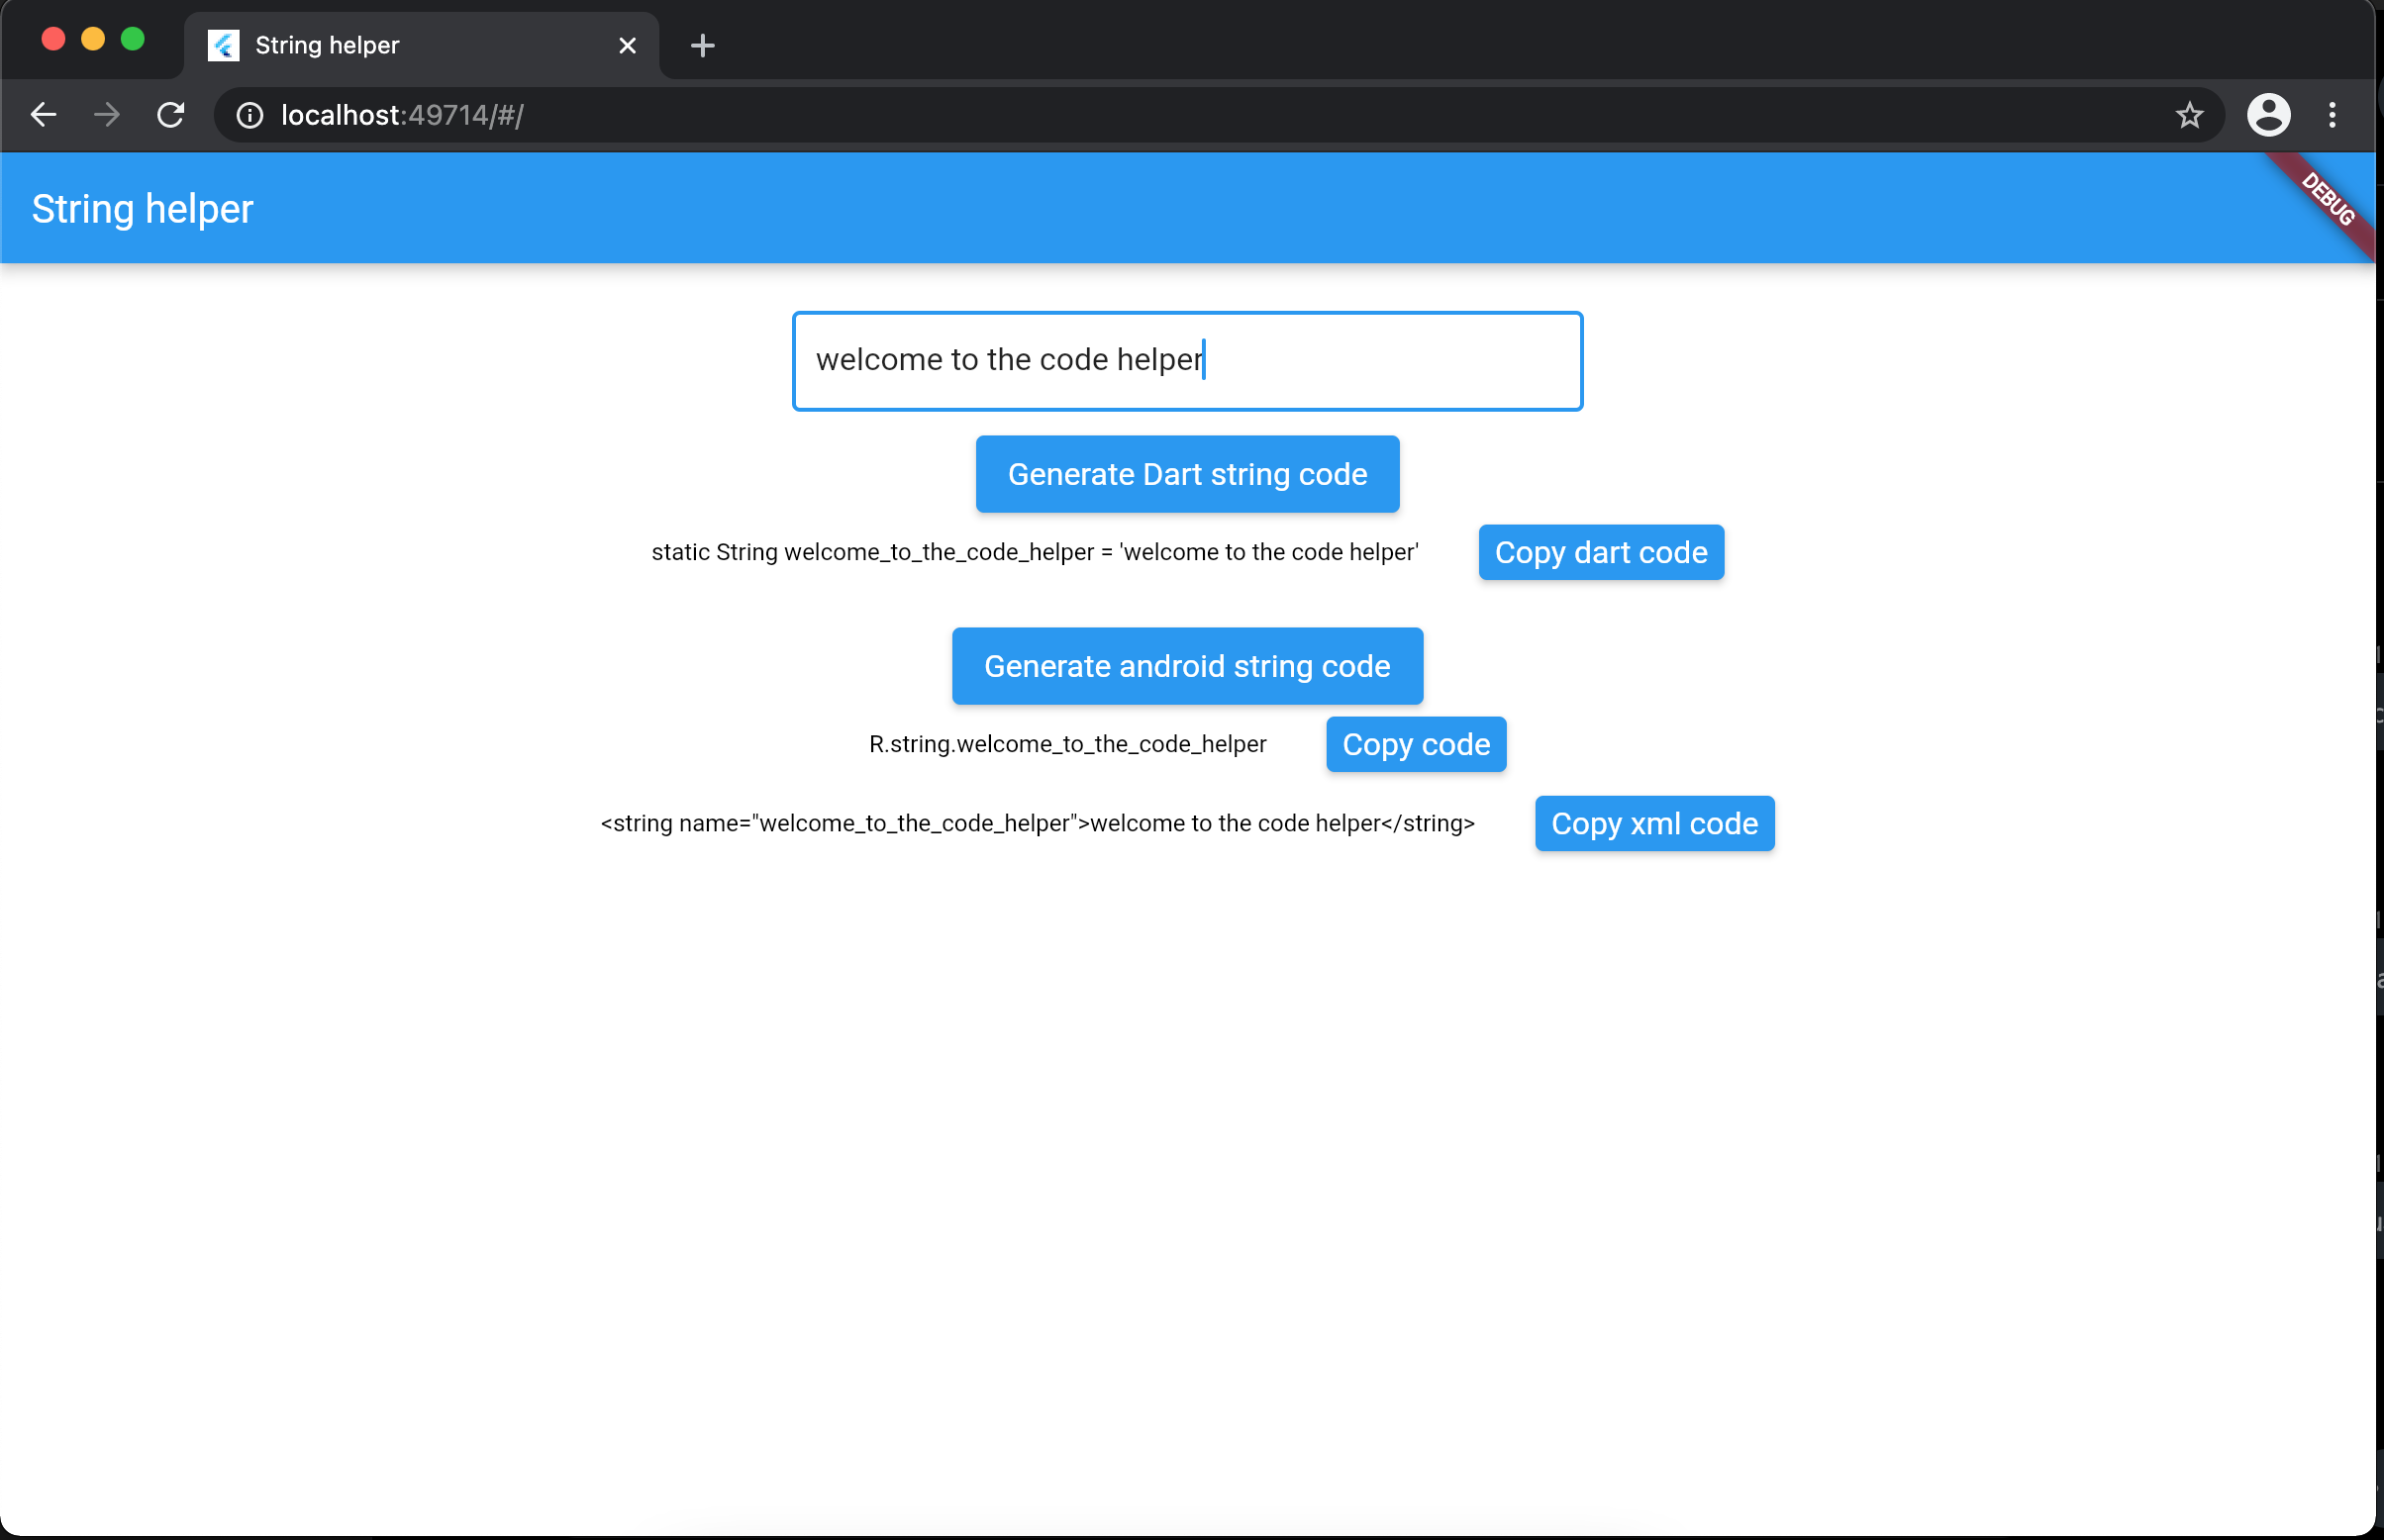 String helper
localhost:49714/#/
String helper
DEBUG
welcome to the code helper
Generate Dart string code
static String welcome_to_the_code_helper = 'welcome to the code helper'
Copy dart code
Generate android string code
R.string.welcome_to_the_code_helper
Copy code
<string name="welcome_to_the_code_helper">welcome to the code helper</string>
Copy xml code